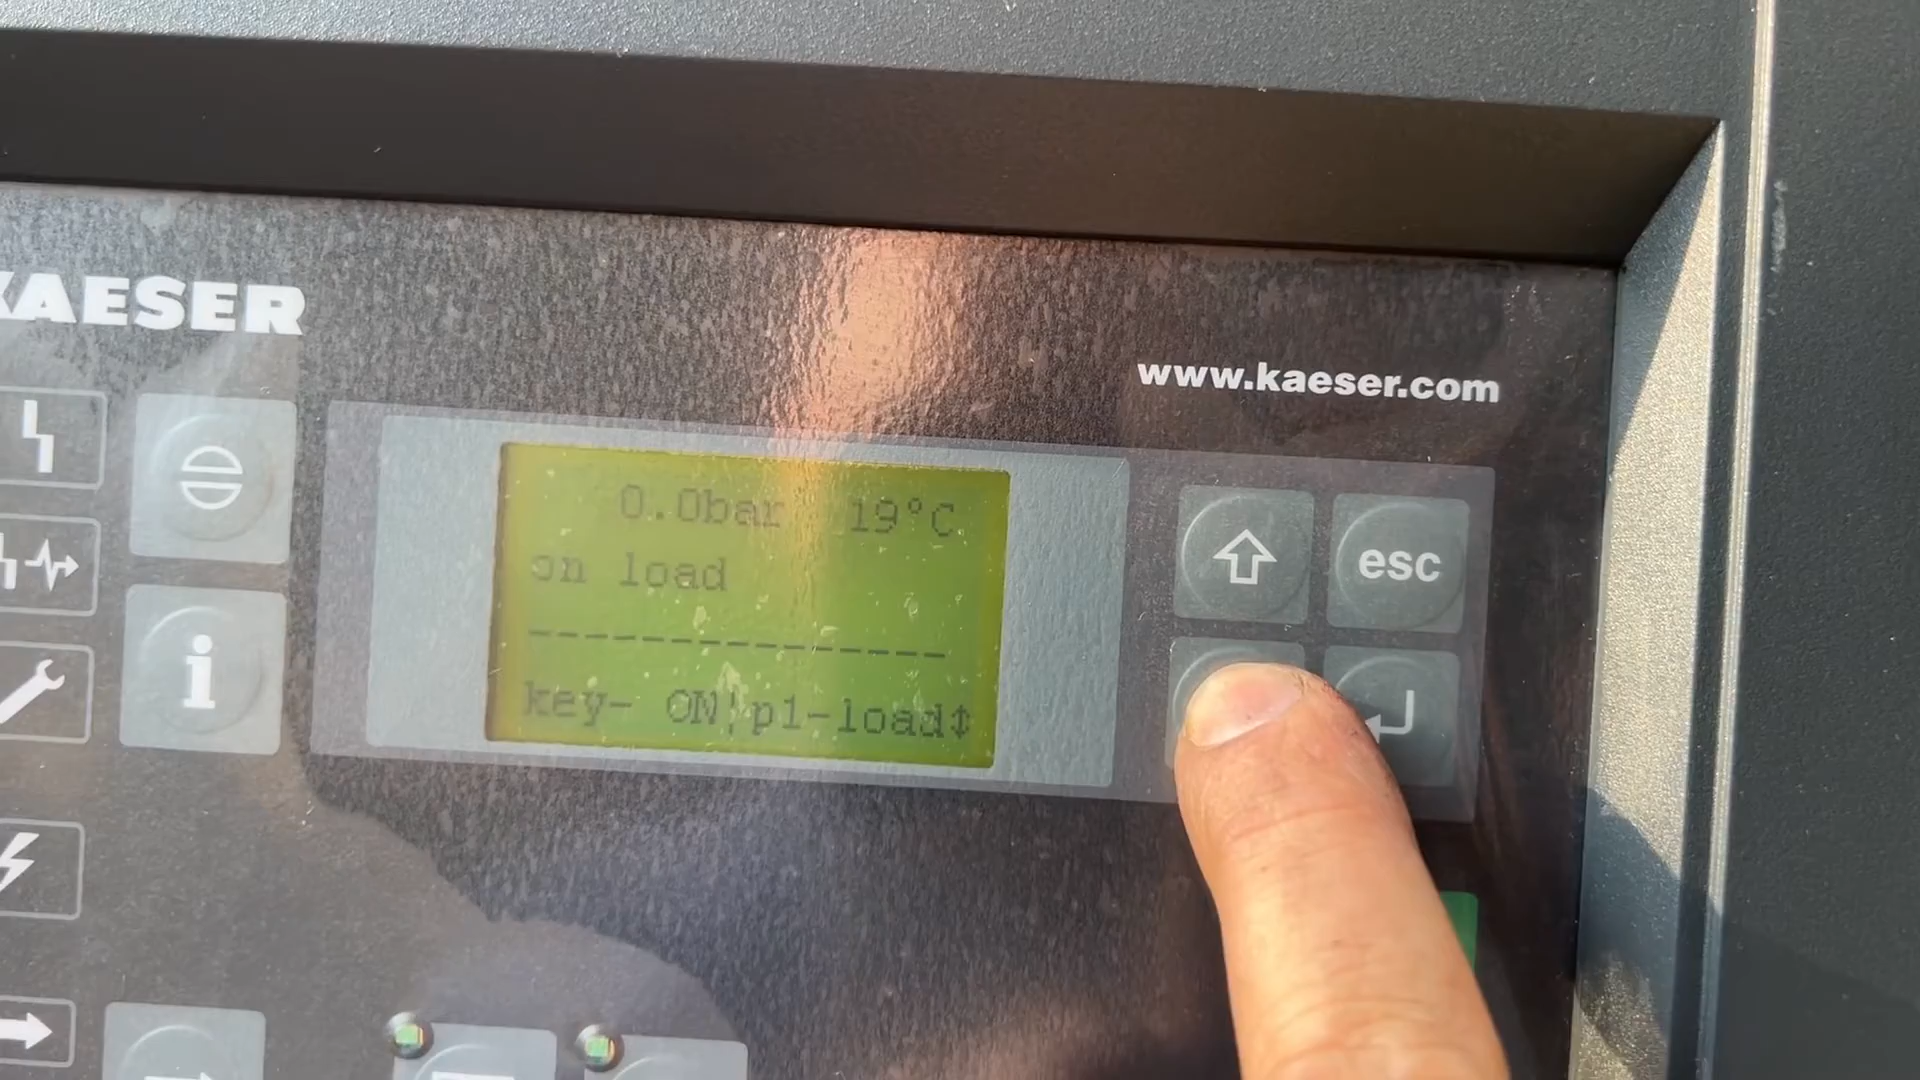 KAESER
www.kaeser.com
0.0bar 19°C
on load
----------------
key- ON¦p1-load↕
esc
i